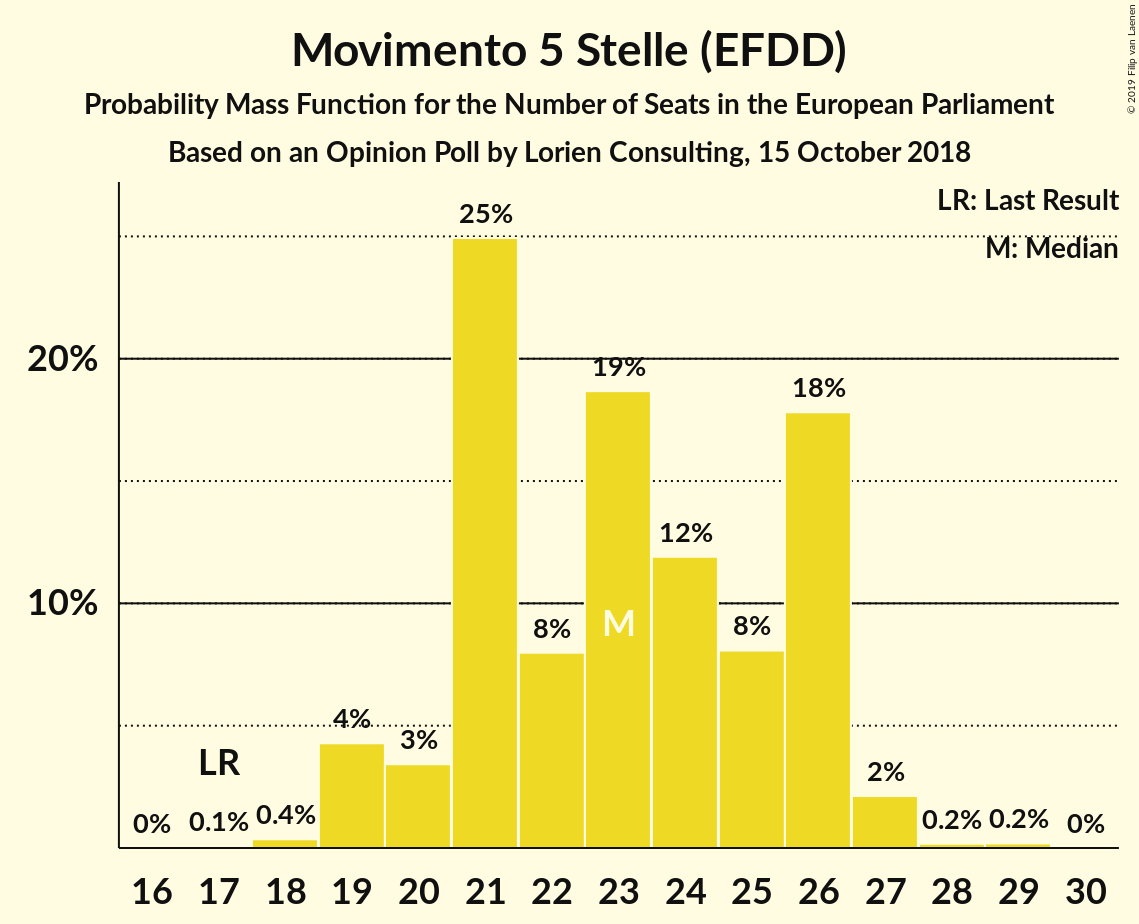 Movimento 5 Stelle (EFDD)
Probability Mass Function for the Number of Seats in the European Parliament
Based on an Opinion Poll by Lorien Consulting, 15 October 2018
© 2019 Filip van Laenen
LR: Last Result
M: Median
25%
20%
19%
18%
12%
10%
8%
M
8%
4%
3%
LR
2%
0%
0.1%
0.4%
0.2%
0.2%
0%
16 17 18 19 20 21 22 23 24 25 26 27 28 29 30